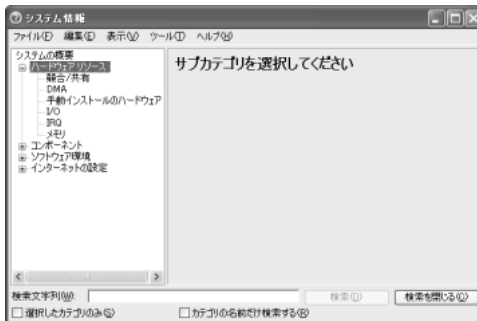 システム情報
ファイル(F) 編集(E) 表示(V) ツール(T) ヘルプ(H)
システムの概要
ハードウェア リソース
競合/共有
DMA
手動インストールのハードウェア
I/O
IRQ
メモリ
コンポーネント
ソフトウェア環境
インターネットの設定
サブカテゴリを選択してください
検索文字列(W):
検索(D)
検索を閉じる(C)
選択したカテゴリのみ(S)
カテゴリの名前だけ検索する(R)